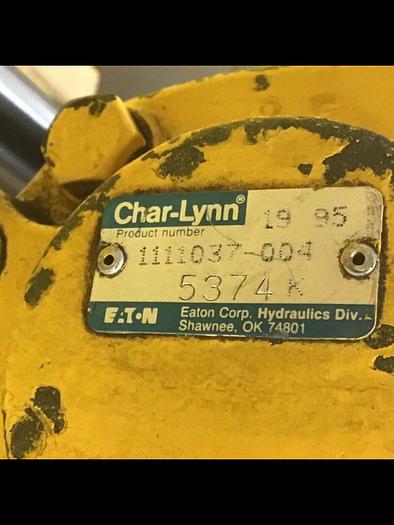 Char-Lynn® 19 95
Product number
1111037-004
5374 K
EATON Eaton Corp. Hydraulics Div.
Shawnee, OK 74801